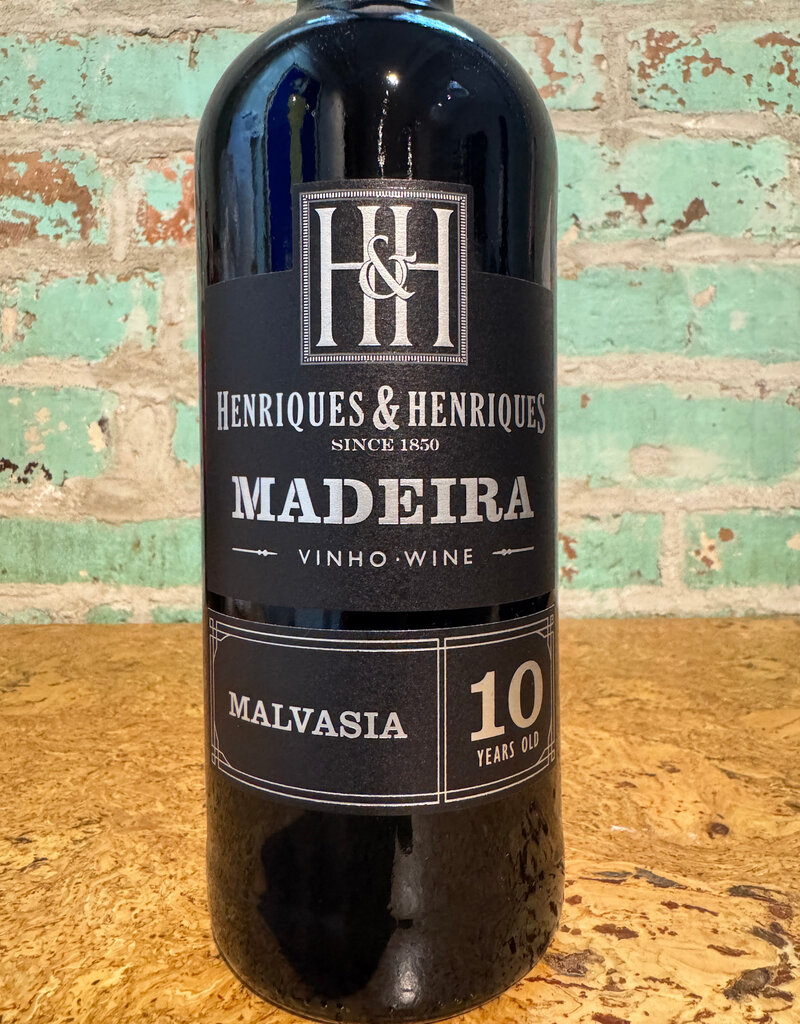 H&H
HENRIQUES & HENRIQUES
SINCE 1850
MADEIRA
VINHO · WINE
MALVASIA
10
YEARS OLD